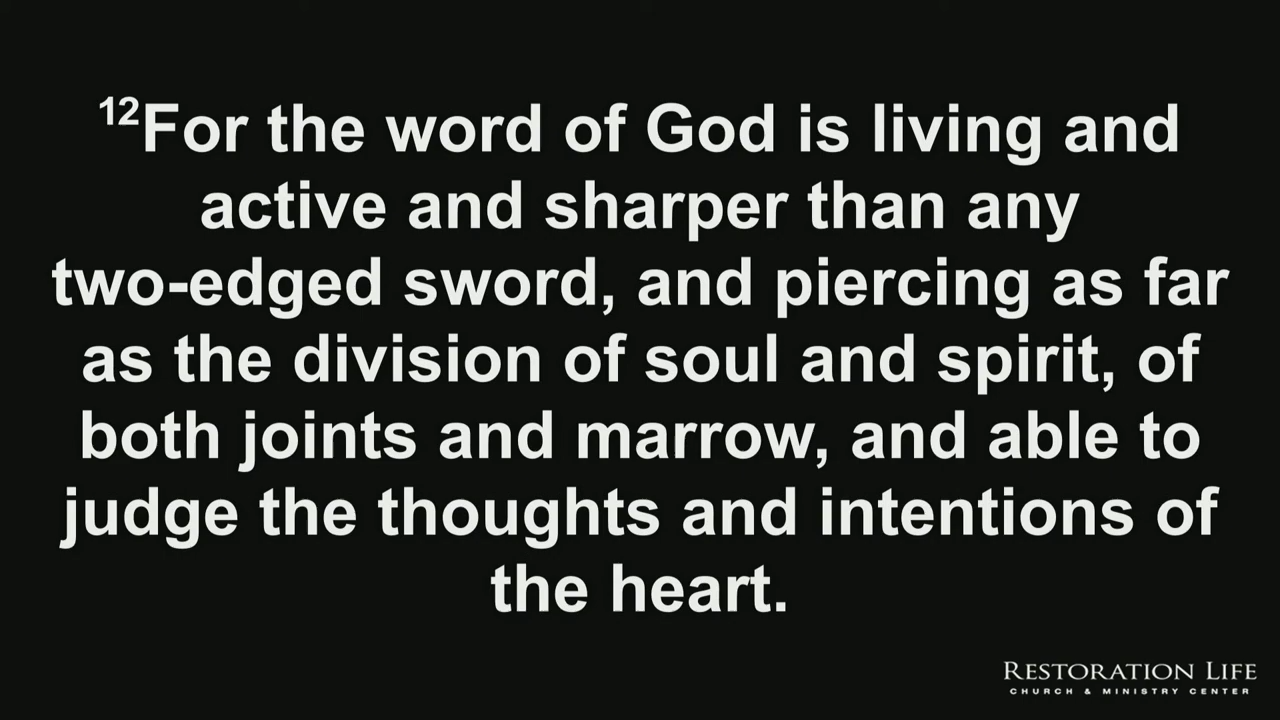 12For the word of God is living and
active and sharper than any
two-edged sword, and piercing as far
as the division of soul and spirit, of
both joints and marrow, and able to
judge the thoughts and intentions of
the heart.
RESTORATION LIFE
CHURCH & MINISTRY CENTER